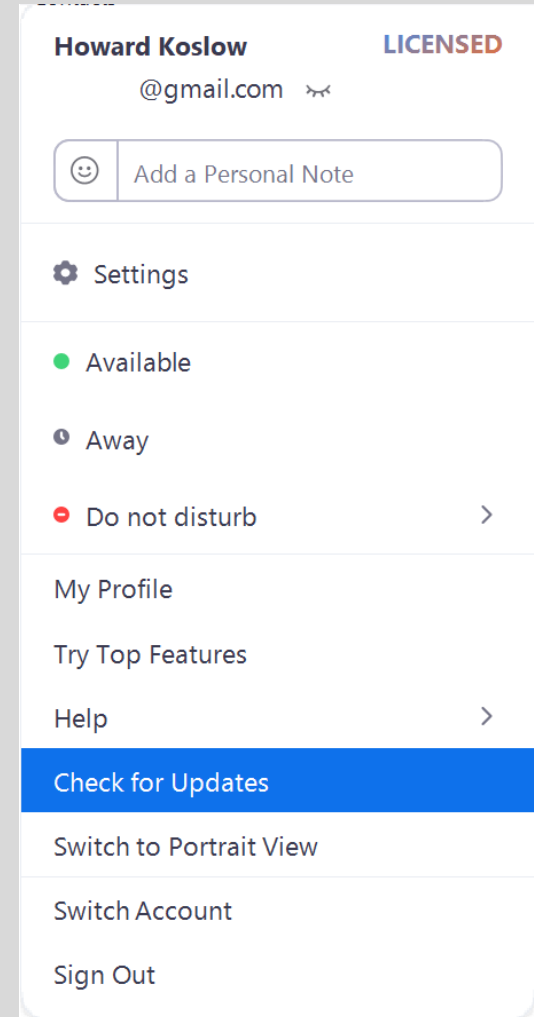 Howard Koslow LICENSED
@gmail.com
Add a Personal Note
Settings
Available
Away
Do not disturb
My Profile
Try Top Features
Help
Check for Updates
Switch to Portrait View
Switch Account
Sign Out